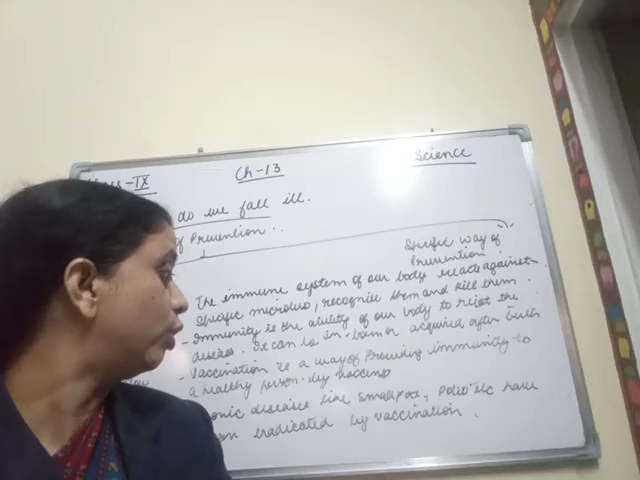 Class - IX
Ch-13
Science
do we fall ill.
of Prevention..
Specific way of
Prevention
The immune system of our body reacts against
specific microbes, recognise them and kill them.
- Immunity is the ability of our body to resist the
disease. It can be In-born or acquired after birth
- Vaccination is a way of Providing immunity to
a healthy person by
diseases like Smallpox, Polio etc have
eradicated by vaccination.